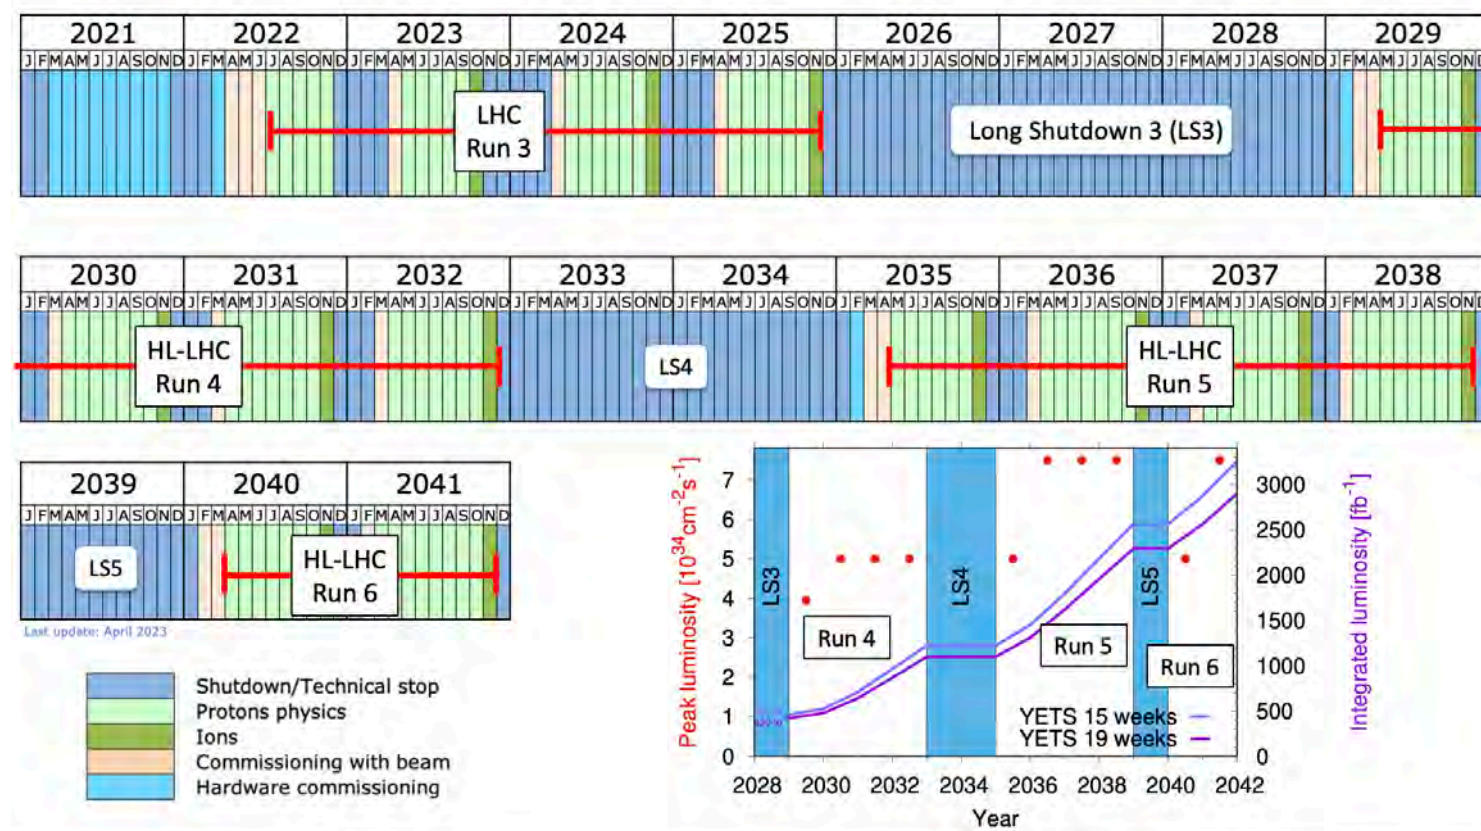 2021 2022 2023 2024 2025 2026 2027 2028 2029
J F M A M J J A S O N D J F M A M J J A S O N D J F M A M J J A S O N D J F M A M J J A S O N D J F M A M J J A S O N D J F M A M J J A S O N D J F M A M J J A S O N D J F M A M J J A S O N D J F M A M J J A S O N D
LHC
Run 3
Long Shutdown 3 (LS3)
2030 2031 2032 2033 2034 2035 2036 2037 2038
J F M A M J J A S O N D J F M A M J J A S O N D J F M A M J J A S O N D J F M A M J J A S O N D J F M A M J J A S O N D J F M A M J J A S O N D J F M A M J J A S O N D J F M A M J J A S O N D J F M A M J J A S O N D
HL-LHC
Run 4
LS4
HL-LHC
Run 5
2039 2040 2041
J F M A M J J A S O N D J F M A M J J A S O N D J F M A M J J A S O N D
LS5
HL-LHC
Run 6
Last update: April 2023
Shutdown/Technical stop
Protons physics
Ions
Commissioning with beam
Hardware commissioning
Peak luminosity [10³⁴cm⁻²s⁻¹]
7
6
5
4
3
2
1
0
LS3
LS4
LS5
Run 4
Run 5
Run 6
YETS 15 weeks
YETS 19 weeks
3000
2500
2000
1500
1000
500
0
Integrated luminosity [fb⁻¹]
2028 2030 2032 2034 2036 2038 2040 2042
Year